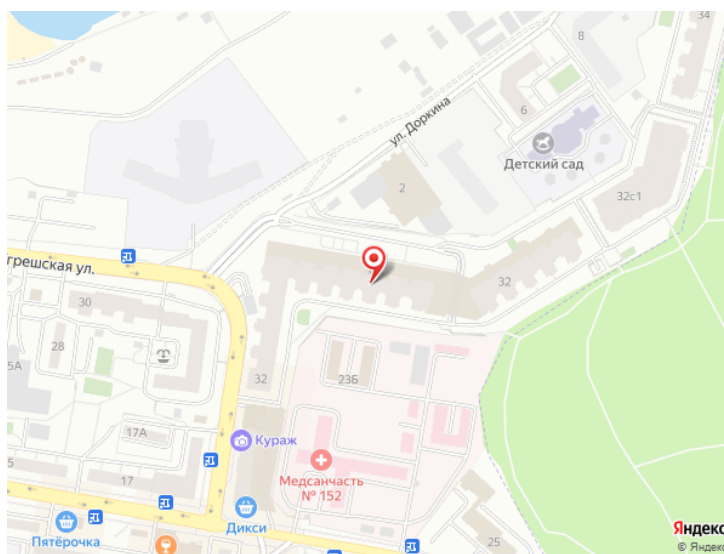 34
8
ул. Доркина
6
Детский сад
2
32с1
грешская ул.
32
30
28
5А
32
23Б
17А
Кураж
5
17
Медсанчасть
№ 152
Дикси
Пятёрочка
25
Яндекс
© Яндекс